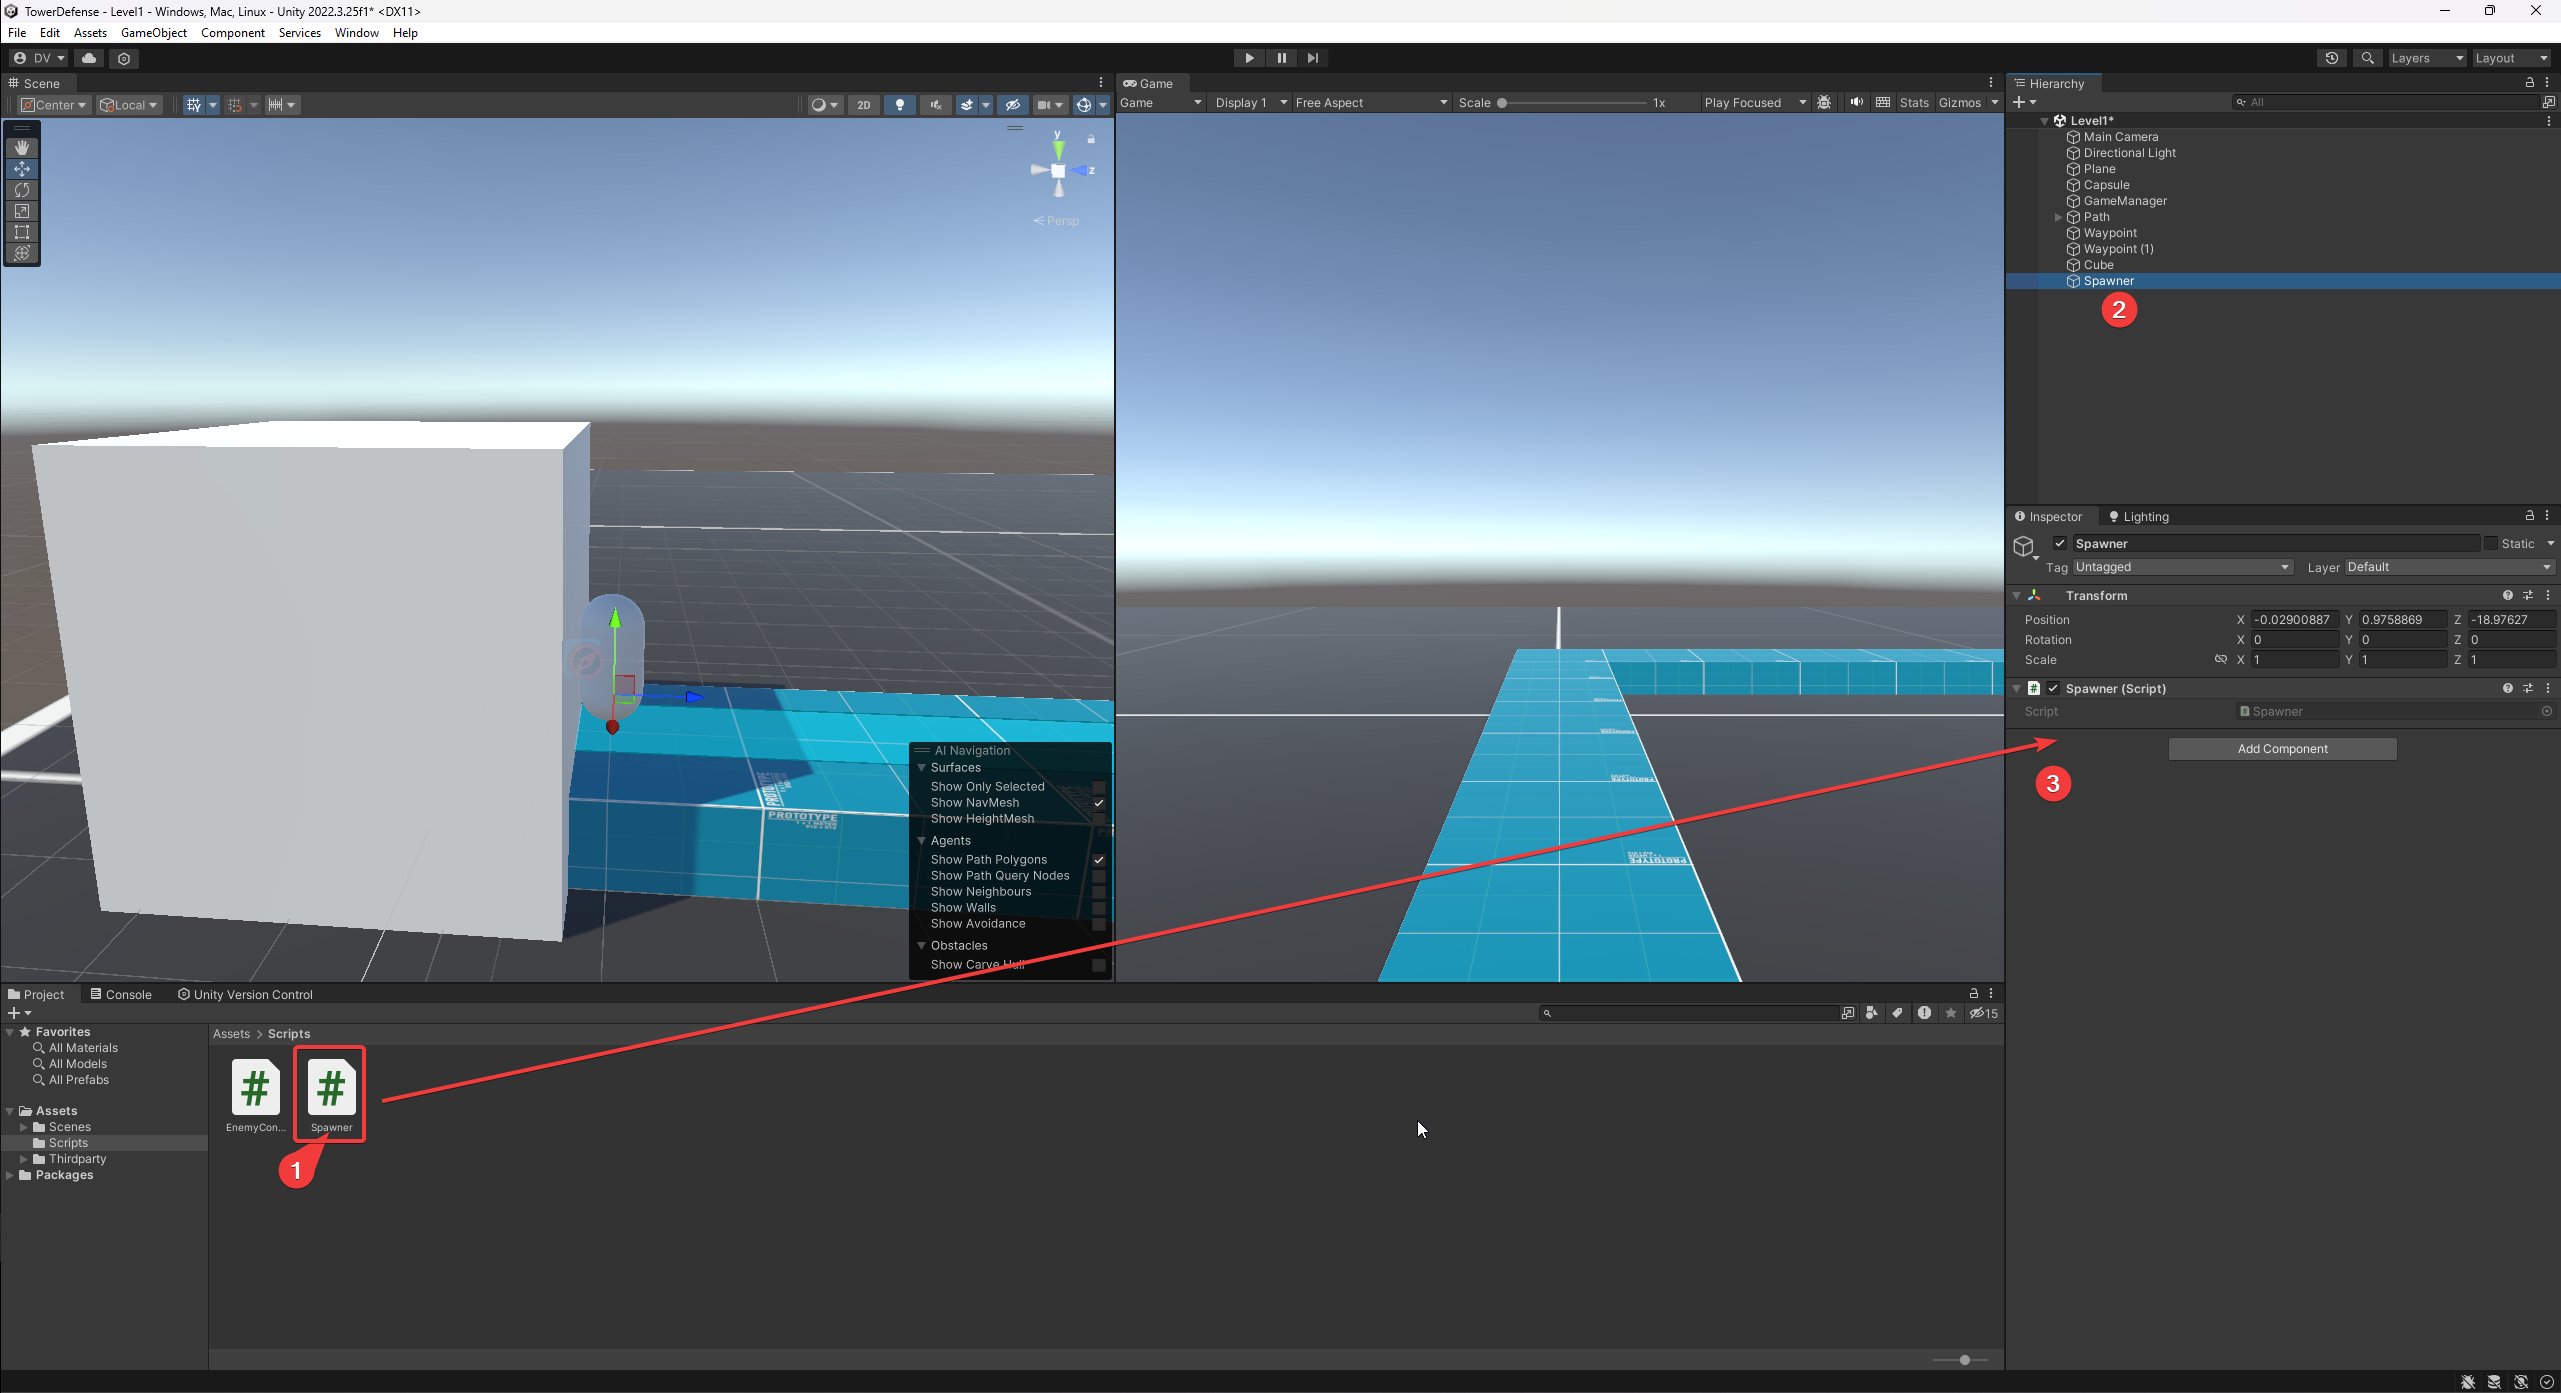 TowerDefense - Level1 - Windows, Mac, Linux - Unity 2022.3.25f1* <DX11>
File Edit Assets GameObject Component Services Window Help
DV
Layers Layout
Scene
Center Local
2D
y
z
Persp
AI Navigation
Surfaces
Show Only Selected
Show NavMesh
Show HeightMesh
Agents
Show Path Polygons
Show Path Query Nodes
Show Neighbours
Show Walls
Show Avoidance
Obstacles
Show Carve Hull
PROTOTYPE
Game
Game Display 1 Free Aspect Scale 1x Play Focused Stats Gizmos
PROTOTYPE
Hierarchy
All
Level1*
Main Camera
Directional Light
Plane
Capsule
GameManager
Path
Waypoint
Waypoint (1)
Cube
Spawner
2
Inspector Lighting
Spawner Static
Tag Untagged Layer Default
Transform
Position X -0.02900887 Y 0.9758869 Z -18.97627
Rotation X 0 Y 0 Z 0
Scale X 1 Y 1 Z 1
# Spawner (Script)
Script Spawner
Add Component
3
Project Console Unity Version Control
15
Favorites
All Materials
All Models
All Prefabs
Assets
Scenes
Scripts
Thirdparty
Packages
Assets > Scripts
# #
EnemyCon... Spawner
1